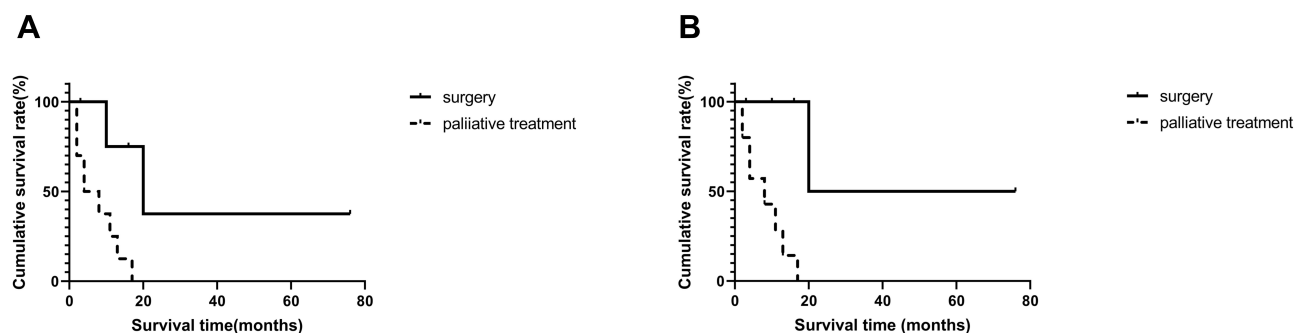 A
Cumulative survival rate(%)
100
50
0
0 20 40 60 80
Survival time(months)
surgery
paliiative treatment
B
Cumulative survival rate(%)
100
50
0
0 20 40 60 80
Survival time (months)
surgery
palliative treatment